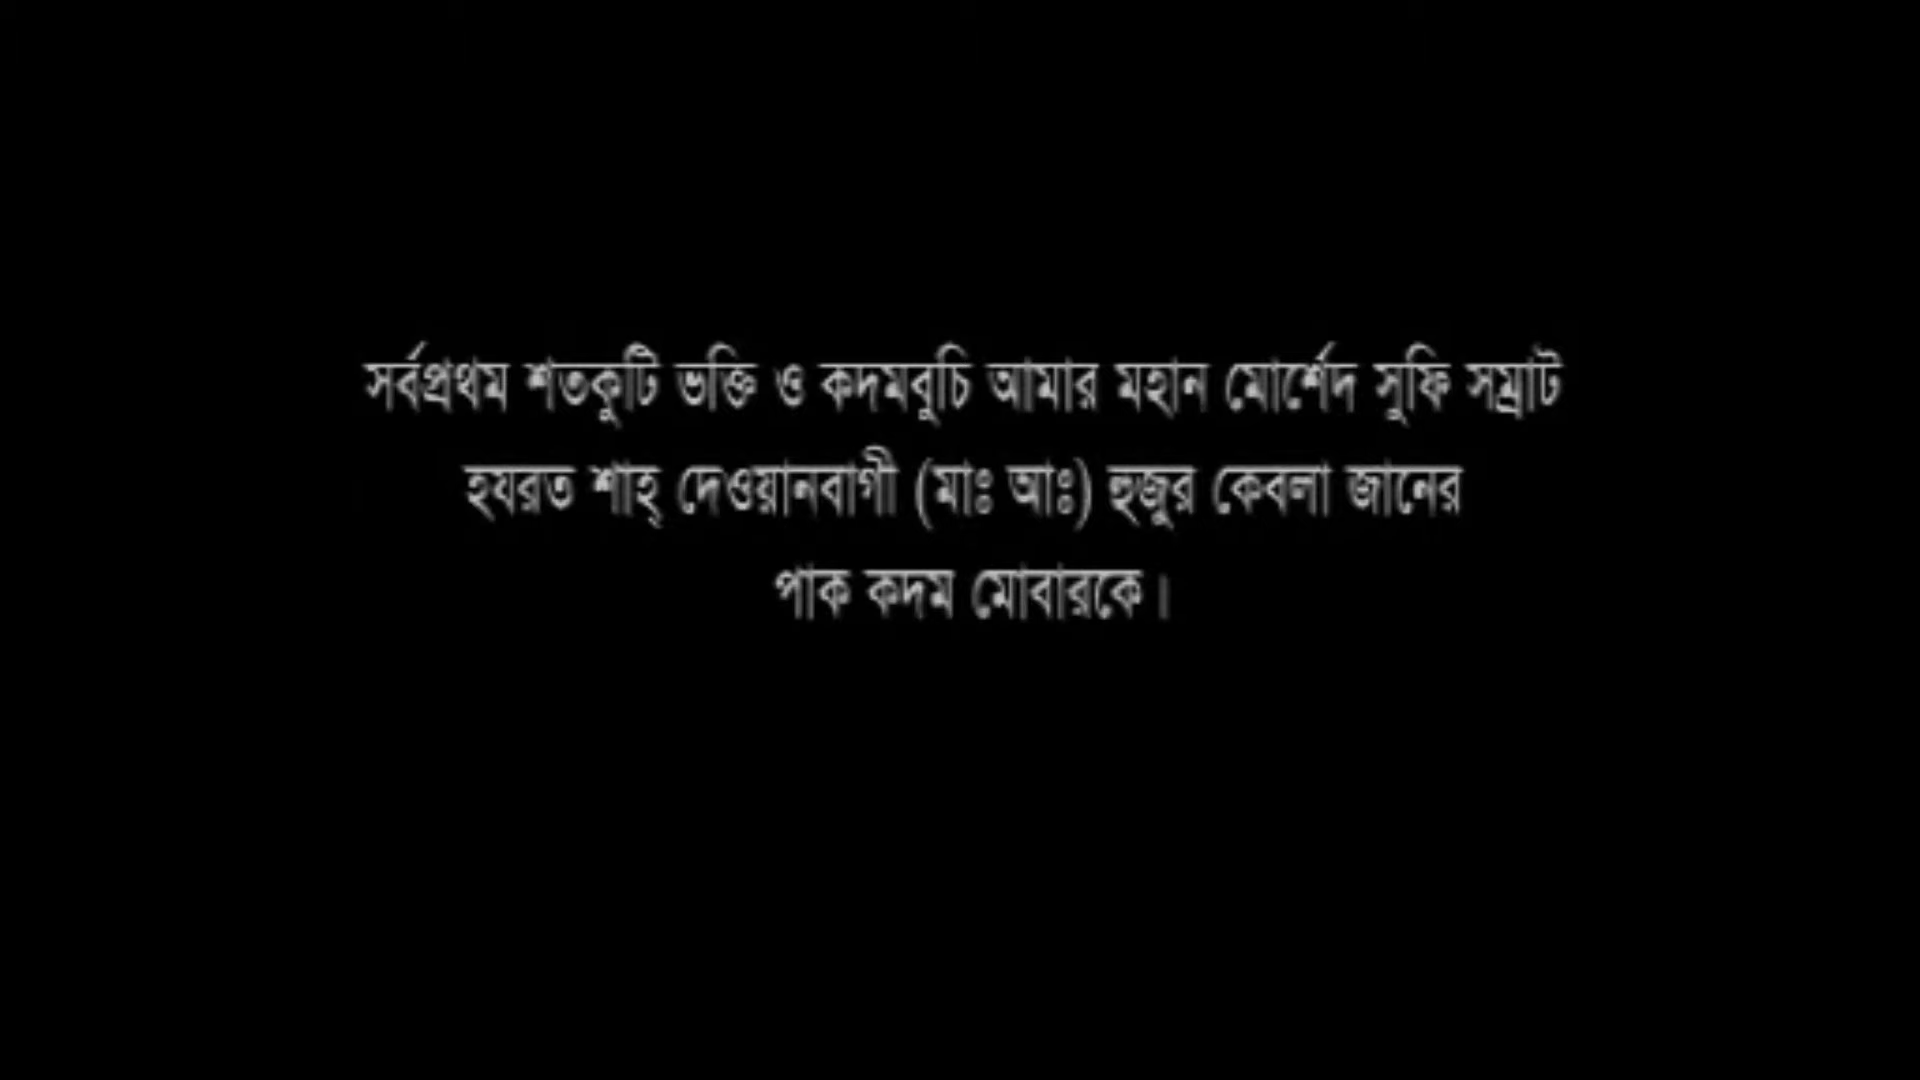 সর্বপ্রথম শতকুটি ভক্তি ও কদমবুচি আমার মহান মোর্শেদ সুফি সম্রাট
হযরত শাহ্ দেওয়ানবাগী (মাঃ আঃ) হুজুর কেবলা জানের
পাক কদম মোবারকে।